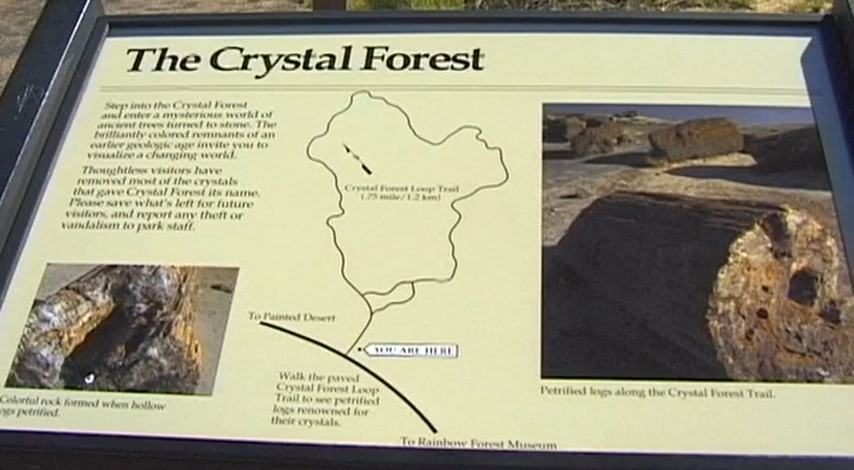 The Crystal Forest
Step into the Crystal Forest
and enter a mysterious world of
ancient trees turned to stone. The
brilliantly colored remnants of an
earlier geologic age invite you to
visualize a changing world.
Thoughtless visitors have
removed most of the crystals
that gave Crystal Forest its name.
Please save what's left for future
visitors, and report any theft or
vandalism to park staff.
Crystal Forest Loop Trail
(.75 mile/1.2 km)
To Painted Desert
YOU ARE HERE
Walk the paved
Crystal Forest Loop
Trail to see petrified
logs renowned for
their crystals.
To Rainbow Forest Museum
Colorful rock formed when hollow
ogs petrified.
Petrified logs along the Crystal Forest Trail.